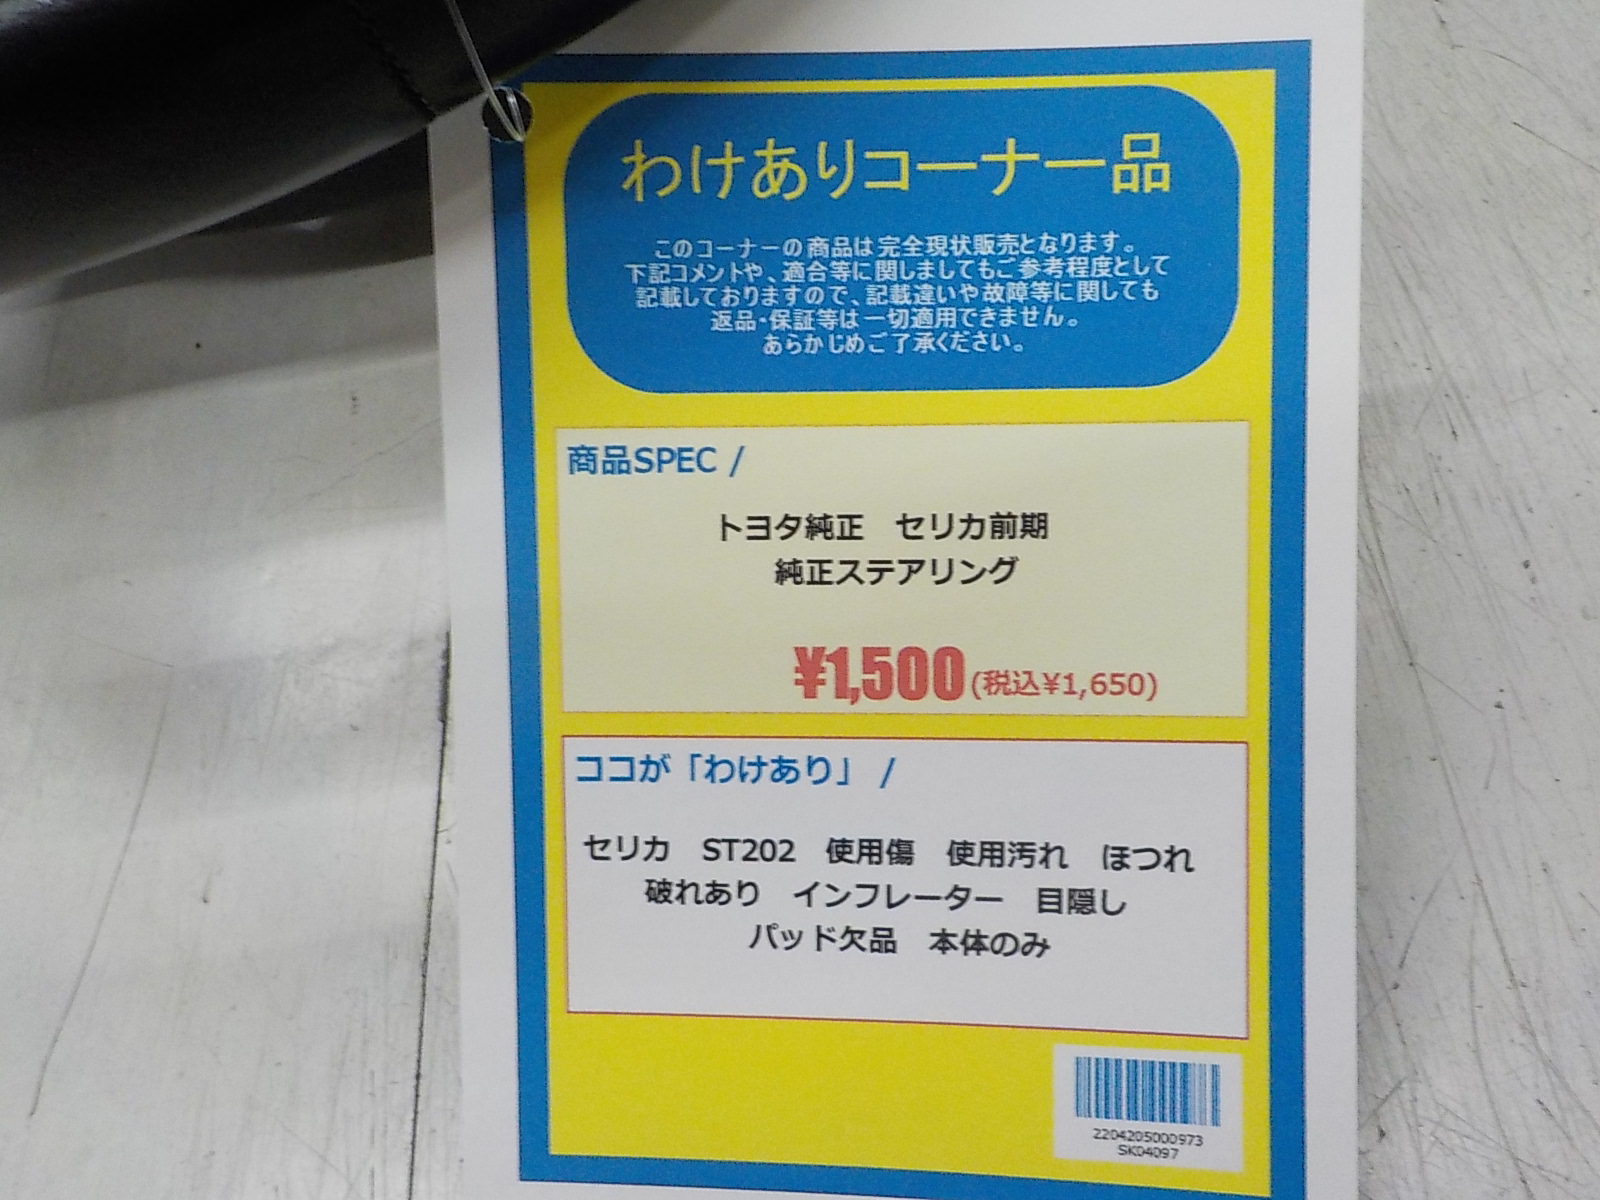 わけありコーナー品
このコーナーの商品は完全現状販売となります。
下記コメントや、適合等に関しましてもご参考程度として
記載しておりますので、記載違いや故障等に関しても
返品・保証等は一切適用できません。
あらかじめご了承ください。
商品SPEC /
トヨタ純正　セリカ前期
純正ステアリング
¥1,500(税込¥1,650)
ココが「わけあり」 /
セリカ　ST202　使用傷　使用汚れ　ほつれ
破れあり　インフレーター　目隠し
パッド欠品　本体のみ
2204205000973
SK04097